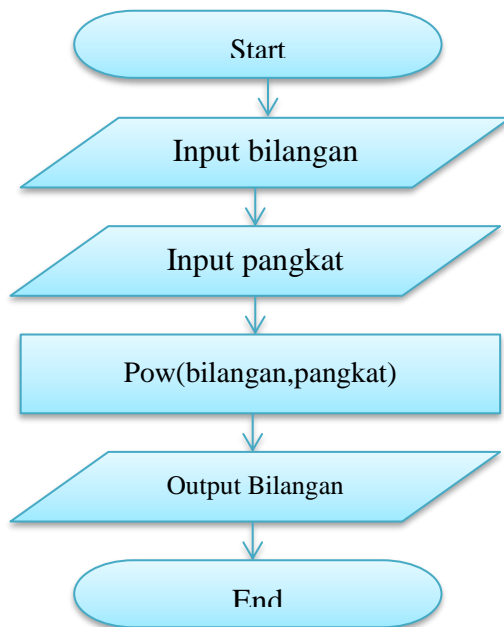 Start
Input bilangan
Input pangkat
Pow(bilangan,pangkat)
Output Bilangan
End